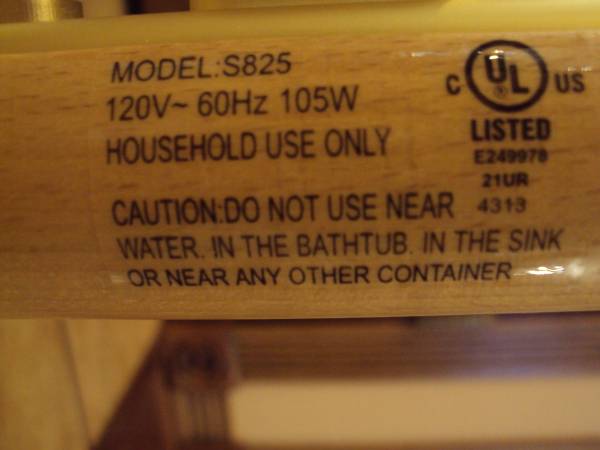 MODEL:S825
120V~ 60Hz 105W
HOUSEHOLD USE ONLY
CAUTION:DO NOT USE NEAR
WATER. IN THE BATHTUB. IN THE SINK
OR NEAR ANY OTHER CONTAINER
C UL® US
LISTED
E249978
21UR
4313